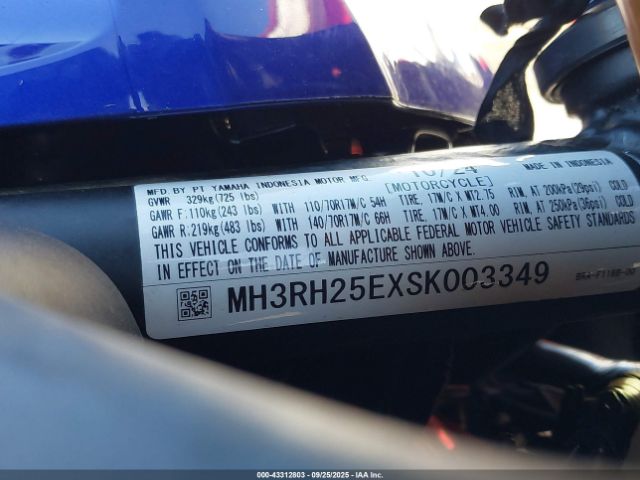 MFD. BY PT YAMAHA INDONESIA MOTOR MFG 10/24 MADE IN INDONESIA
GVWR 329kg(725 lbs) [MOTORCYCLE]
GAWR F:110kg(243 lbs) WITH 110/70R17M/C 54H TIRE, 17M/C X MT2.75 RIM, AT 200kPa(29psi) COLD
GAWR R:219kg(483 lbs) WITH 140/70R17M/C 66H TIRE, 17M/C X MT4.00 RIM, AT 250kPa(36psi) COLD
THIS VEHICLE CONFORMS TO ALL APPLICABLE FEDERAL MOTOR VEHICLE SAFETY STANDARDS
IN EFFECT ON THE DATE OF MANUFACTURE SHOWN ABOVE.
MH3RH25EXSK003349
000-43312803 - 09/25/2025 - IAA Inc.